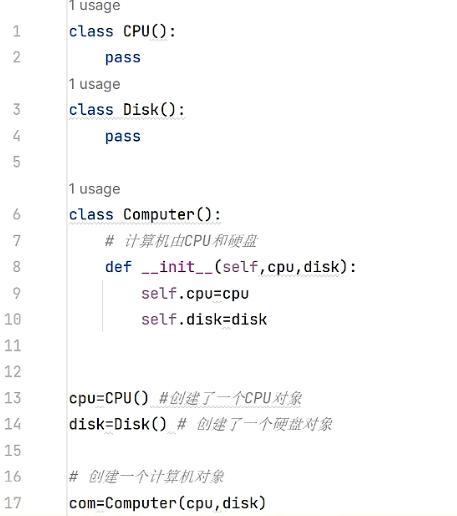 1 usage
1 class CPU():
2     pass
1 usage
3 class Disk():
4     pass
5
1 usage
6 class Computer():
7     # 计算机由CPU和硬盘
8     def __init__(self,cpu,disk):
9         self.cpu=cpu
10         self.disk=disk
11
12
13 cpu=CPU() #创建了一个CPU对象
14 disk=Disk() # 创建了一个硬盘对象
15
16 # 创建一个计算机对象
17 com=Computer(cpu,disk)